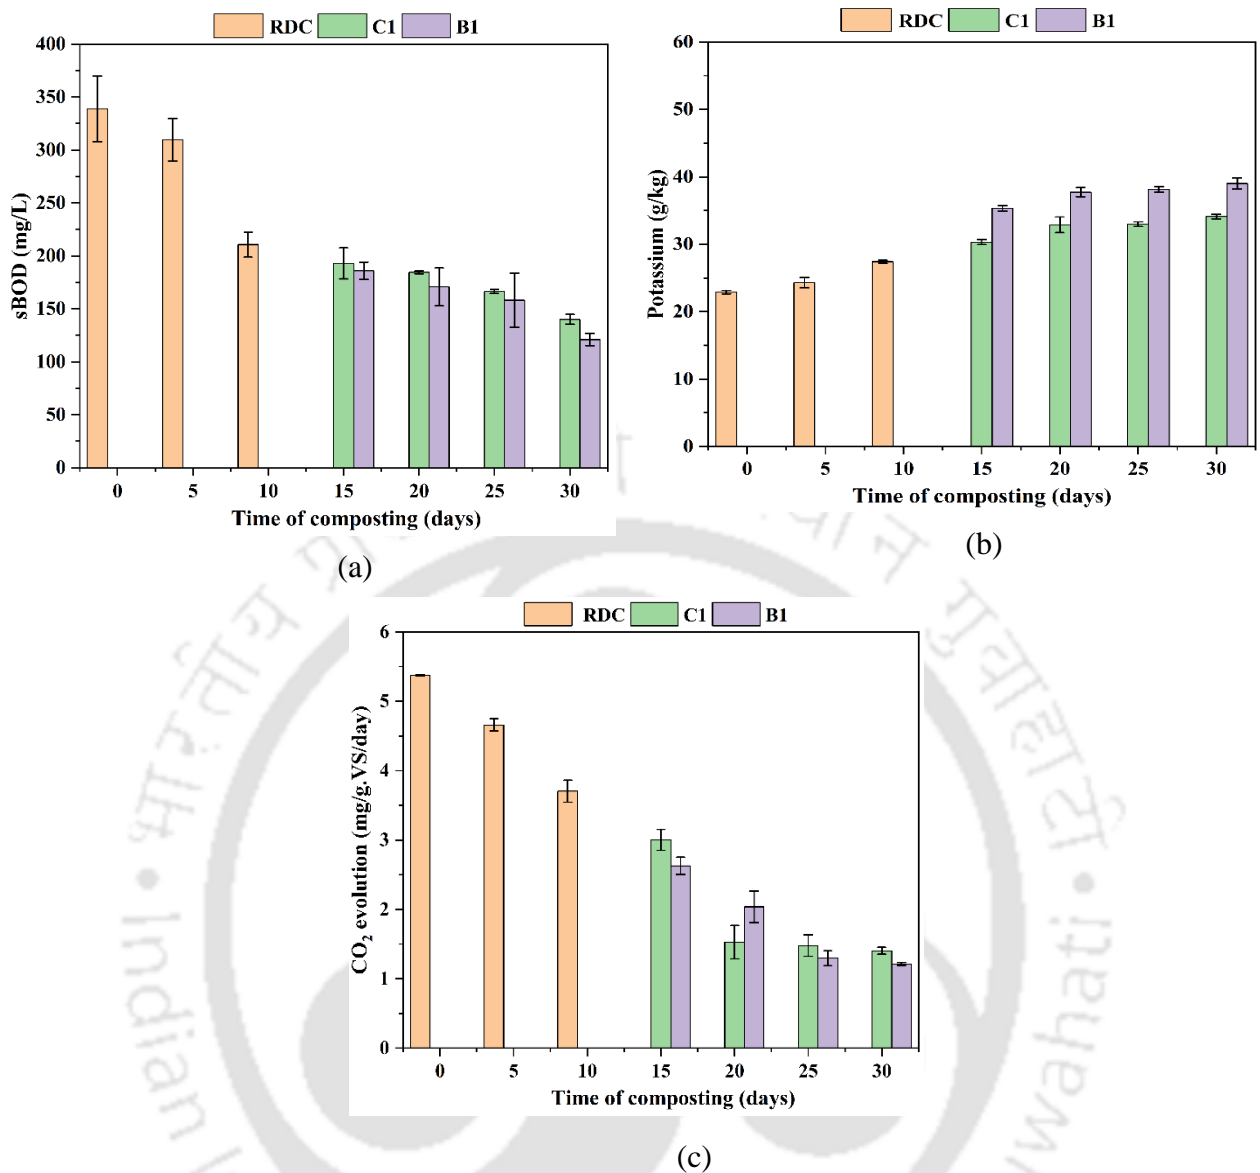 RDC C1 B1
400
350
300
250
200
150
100
50
0
sBOD (mg/L)
0 5 10 15 20 25 30
Time of composting (days)
(a)
RDC C1 B1
60
50
40
30
20
10
0
Potassium (g/kg)
0 5 10 15 20 25 30
Time of composting (days)
(b)
RDC C1 B1
6
5
4
3
2
1
0
CO₂ evolution (mg/g.VS/day)
0 5 10 15 20 25 30
Time of composting (days)
(c)
भारतीय
गुवाहाटी
Indian
wahati